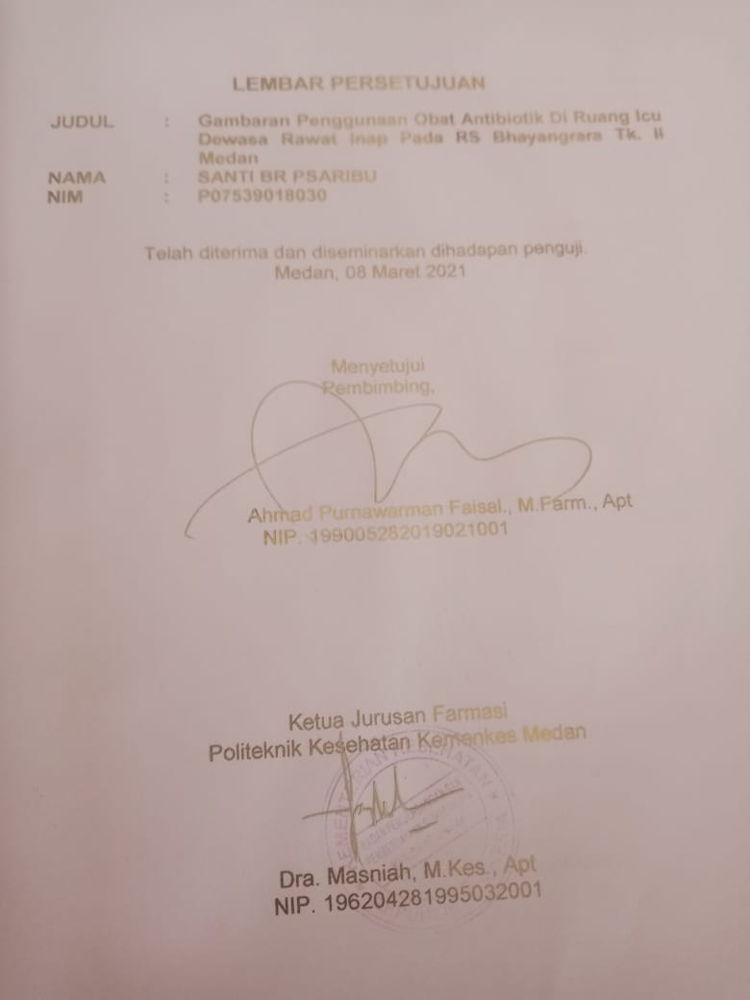 LEMBAR PERSETUJUAN
JUDUL : Gambaran Penggunaan Obat Antibiotik Di Ruang Icu
Dewasa Rawat Inap Pada RS Bhayangrara Tk. II
Medan
NAMA : SANTI BR PSARIBU
NIM : P07539018030
Telah diterima dan diseminarkan dihadapan penguji.
Medan, 08 Maret 2021
Menyetujui
Pembimbing,
Ahmad Purnawarman Faisal., M.Farm., Apt
NIP. 199005282019021001
Ketua Jurusan Farmasi
Politeknik Kesehatan Kemenkes Medan
Dra. Masniah, M.Kes., Apt
NIP. 196204281995032001